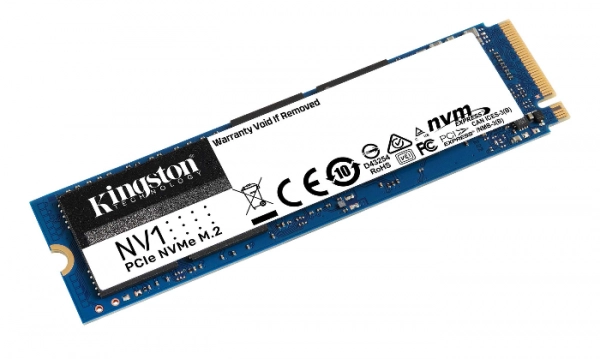 Kingston
TECHNOLOGY
NV1
PCIe NVMe M.2
Warranty Void If Removed
CE
10
D43254
RoHS
FC
nvm
EXPRESS
PCI
EXPRESS
CAN ICES-3(B)
/NMB-3(B)